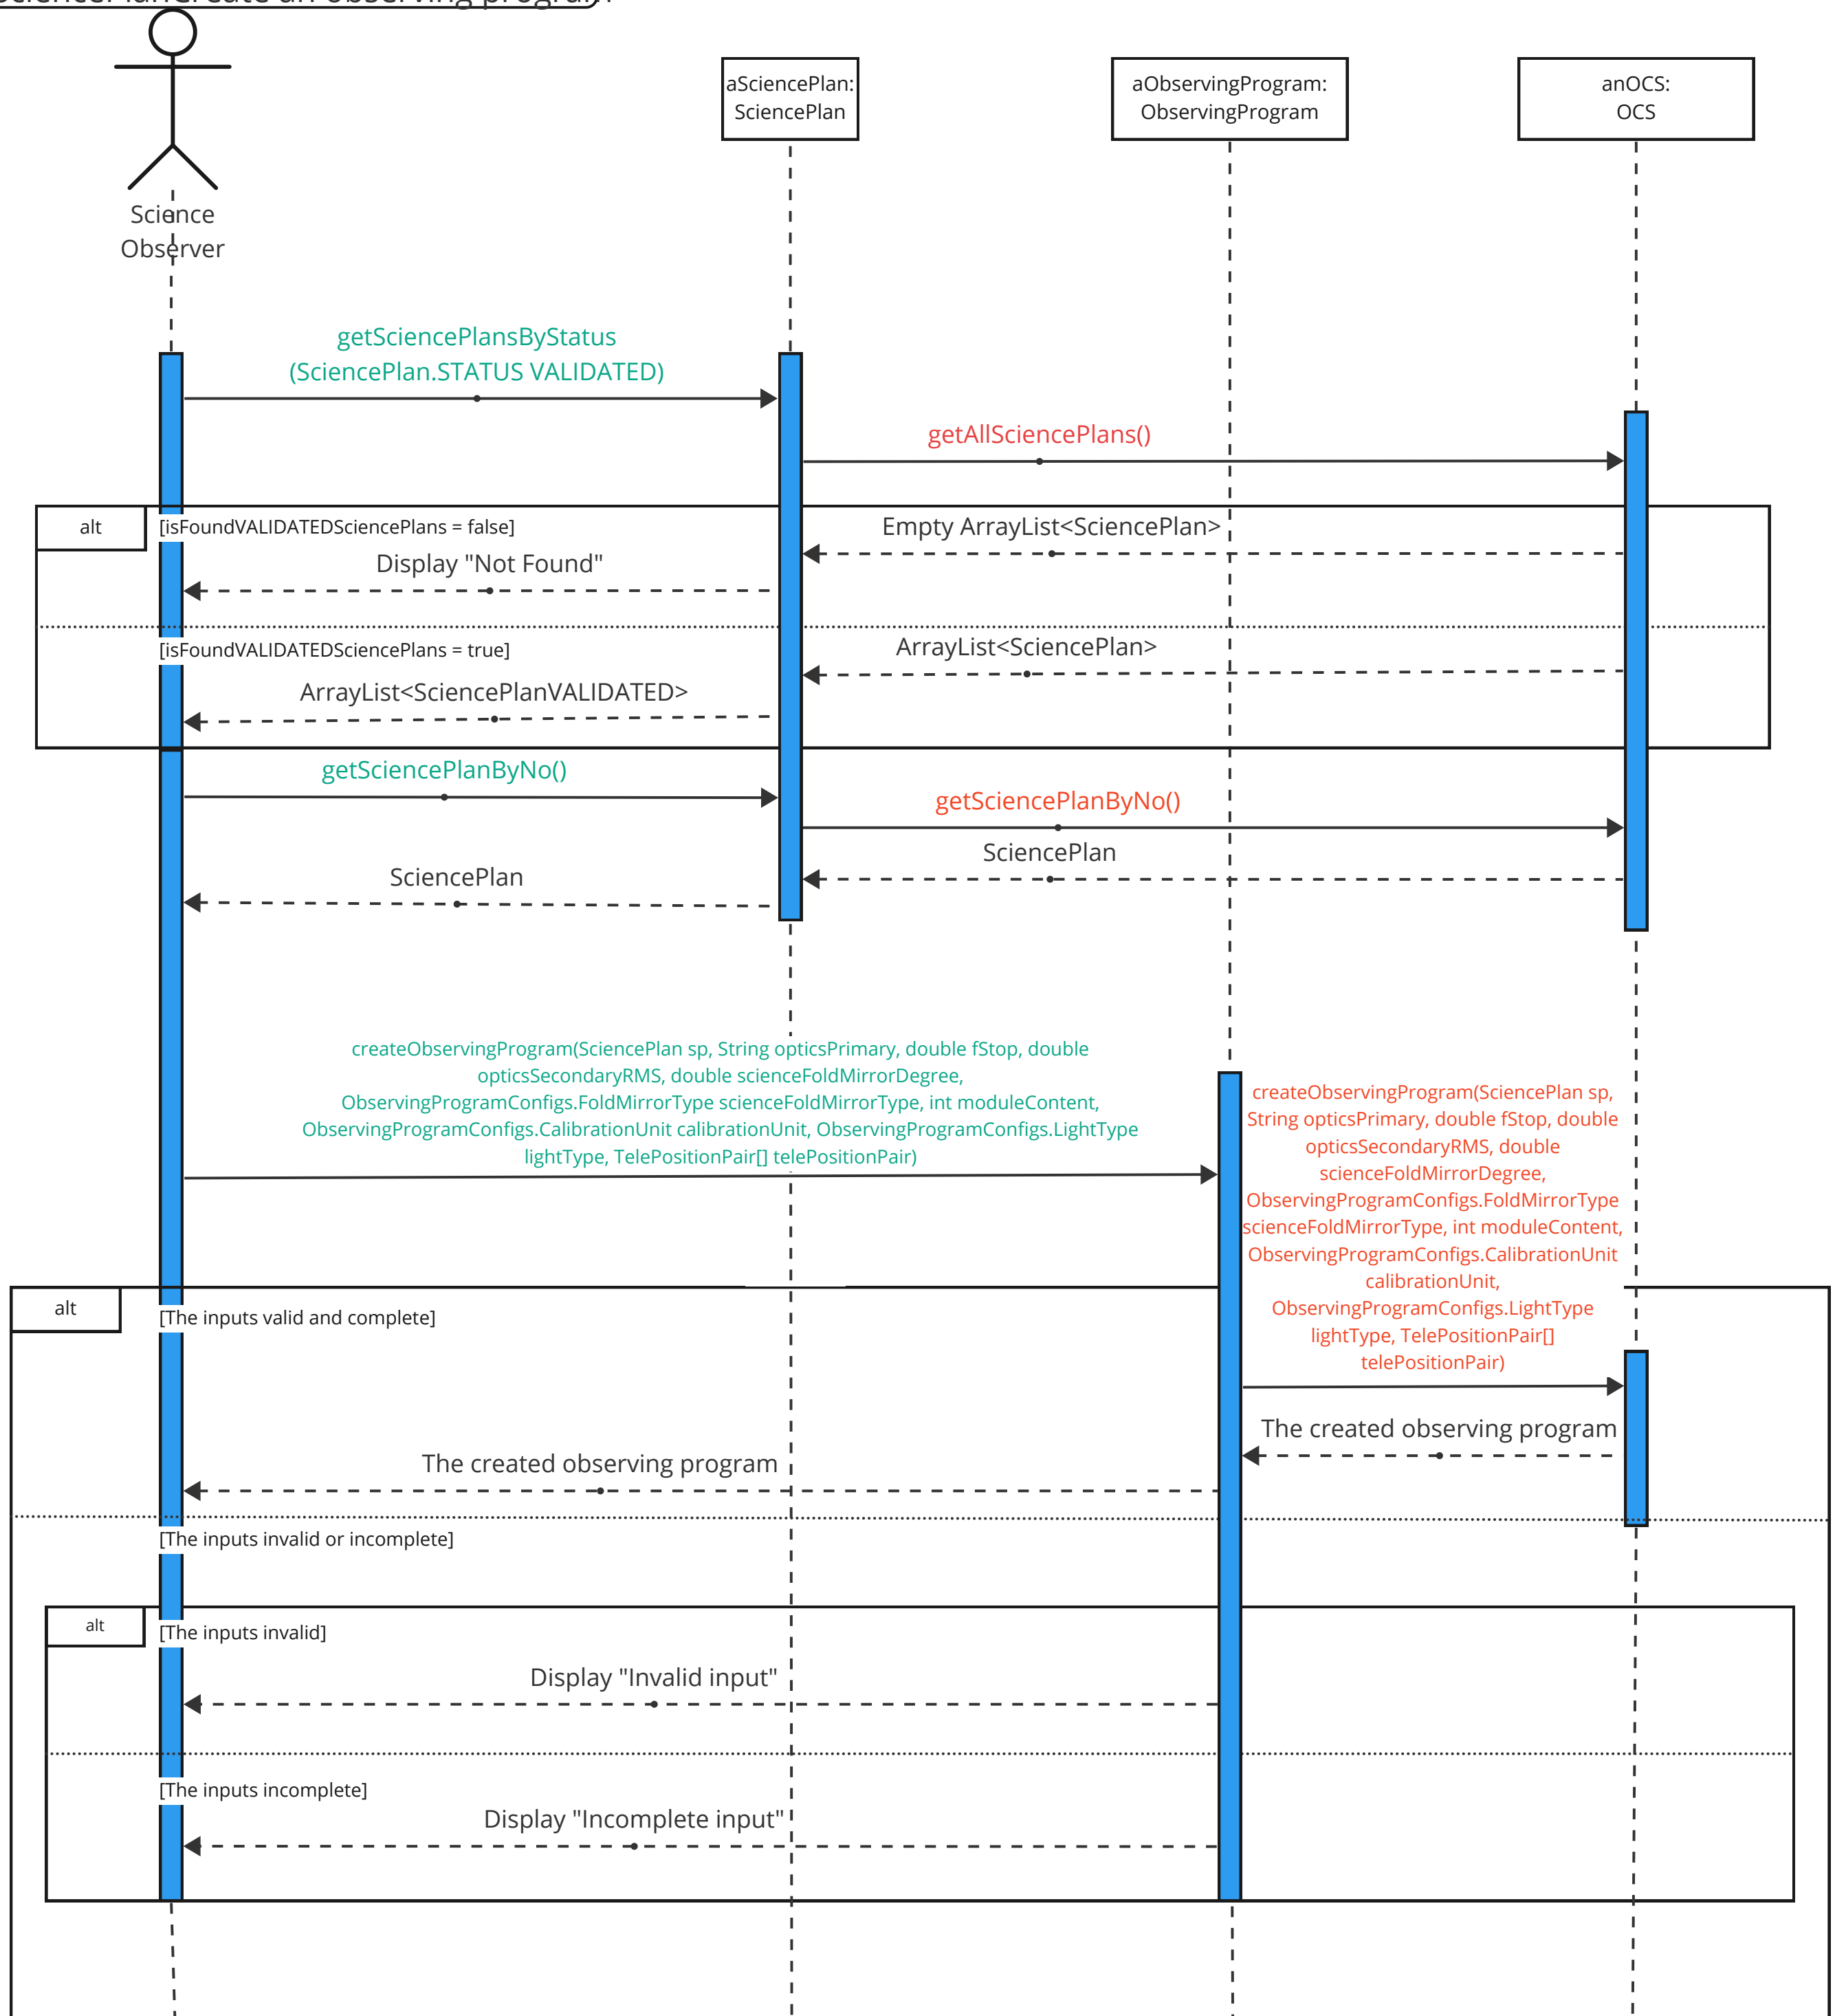 an observing program
aSciencePlan:
SciencePlan
aObservingProgram:
ObservingProgram
anOCS:
OCS
Science
Observer
getSciencePlansByStatus
(SciencePlan.STATUS VALIDATED)
getAllSciencePlans()
alt
[isFoundVALIDATEDSciencePlans = false]
Empty ArrayList<SciencePlan>
Display "Not Found"
[isFoundVALIDATEDSciencePlans = true]
ArrayList<SciencePlan>
ArrayList<SciencePlanVALIDATED>
getSciencePlanByNo()
getSciencePlanByNo()
SciencePlan
SciencePlan
createObservingProgram(SciencePlan sp, String opticsPrimary, double fStop, double
opticsSecondaryRMS, double scienceFoldMirrorDegree,
ObservingProgramConfigs.FoldMirrorType scienceFoldMirrorType, int moduleContent,
ObservingProgramConfigs.CalibrationUnit calibrationUnit, ObservingProgramConfigs.LightType
lightType, TelePositionPair[] telePositionPair)
createObservingProgram(SciencePlan sp,
String opticsPrimary, double fStop, double
opticsSecondaryRMS, double
scienceFoldMirrorDegree,
ObservingProgramConfigs.FoldMirrorType
scienceFoldMirrorType, int moduleContent,
ObservingProgramConfigs.CalibrationUnit
calibrationUnit,
ObservingProgramConfigs.LightType
lightType, TelePositionPair[]
telePositionPair)
alt
[The inputs valid and complete]
The created observing program
The created observing program
[The inputs invalid or incomplete]
alt
[The inputs invalid]
Display "Invalid input"
[The inputs incomplete]
Display "Incomplete input"